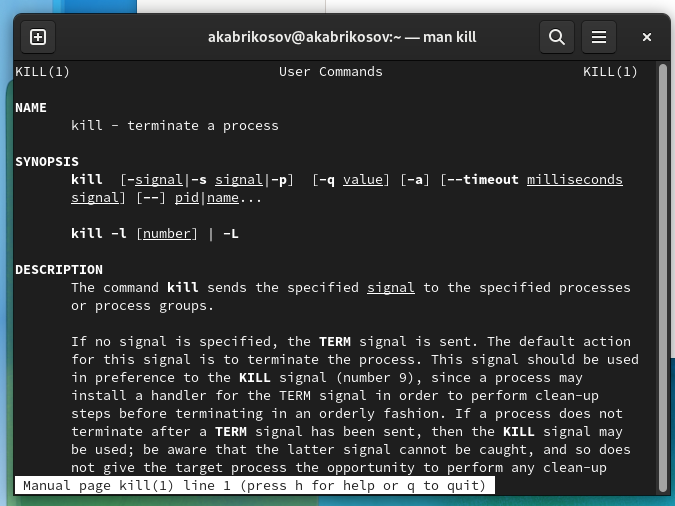 akabrikosov@akabrikosov:~ — man kill
KILL(1) User Commands KILL(1)
NAME
kill - terminate a process
SYNOPSIS
kill [-signal|-s signal|-p] [-q value] [-a] [--timeout milliseconds
signal] [--] pid|name...
kill -l [number] | -L
DESCRIPTION
The command kill sends the specified signal to the specified processes
or process groups.
If no signal is specified, the TERM signal is sent. The default action
for this signal is to terminate the process. This signal should be used
in preference to the KILL signal (number 9), since a process may
install a handler for the TERM signal in order to perform clean-up
steps before terminating in an orderly fashion. If a process does not
terminate after a TERM signal has been sent, then the KILL signal may
be used; be aware that the latter signal cannot be caught, and so does
not give the target process the opportunity to perform any clean-up
Manual page kill(1) line 1 (press h for help or q to quit)